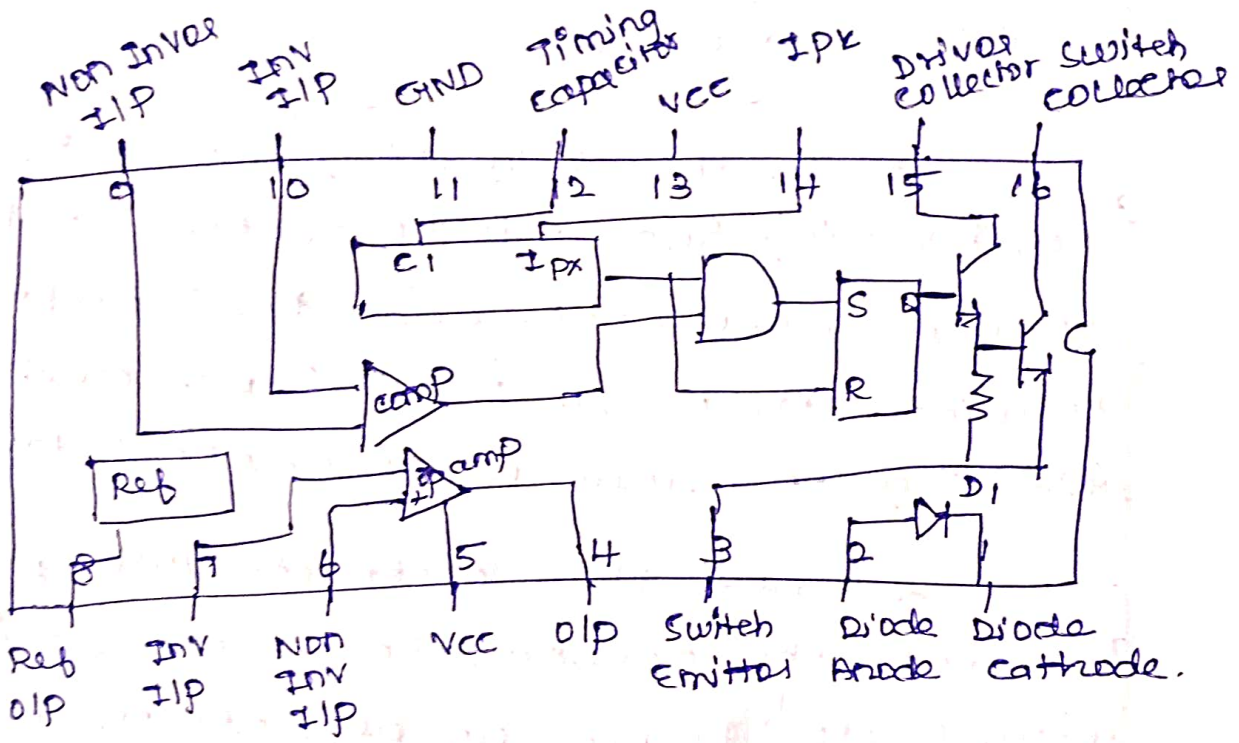 Non Inver
I/P
Inv
I/P
GND
Timing
capacitor
VCC
IPK
Driver
collector
Switch
collector
9
10
11
12
13
14
15
16
C1
IPK
S
Q
R
comp
Ref
op amp
-
+
D1
8
7
6
5
4
3
2
1
Ref
O/P
Inv
I/P
Non
Inv
I/P
VCC
O/P
Switch
Emitter
Diode
Anode
Diode
Cathode.